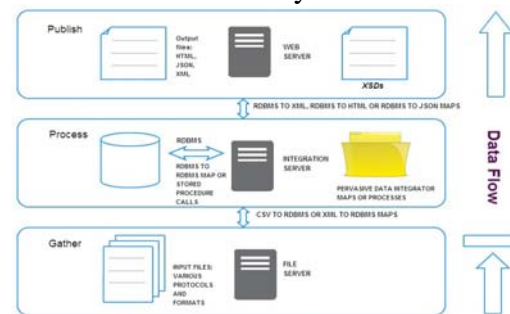 Publish
Output
files:
HTML,
JSON,
XML
WEB
SERVER
XSDs
RDBMS TO XML, RDBMS TO HTML OR RDBMS TO JSON MAPS
Process
RDBMS
RDBMS TO
RDBMS MAP OR
STORED
PROCEDURE
CALLS
INTEGRATION
SERVER
PERVASIVE DATA INTEGRATOR
MAPS OR PROCESSES
CSV TO RDBMS OR XML TO RDBMS MAPS
Gather
INPUT FILES:
VARIOUS
PROTOCOLS
AND
FORMATS
FILE
SERVER
Data Flow